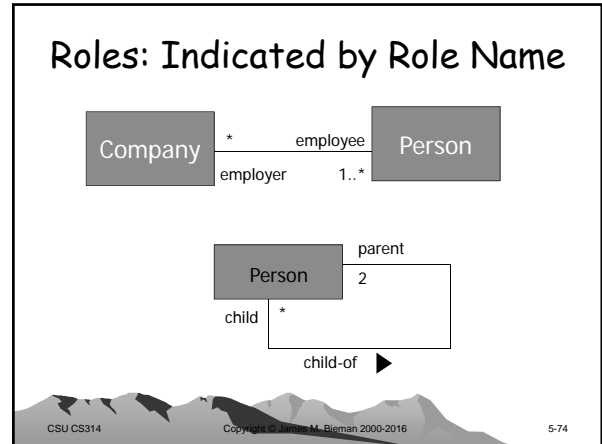 Roles: Indicated by Role Name
Company
*
employee
Person
employer
1..*
parent
Person
2
child
*
child-of
CSU CS314
Copyright © James M. Bieman 2000-2016
5-74